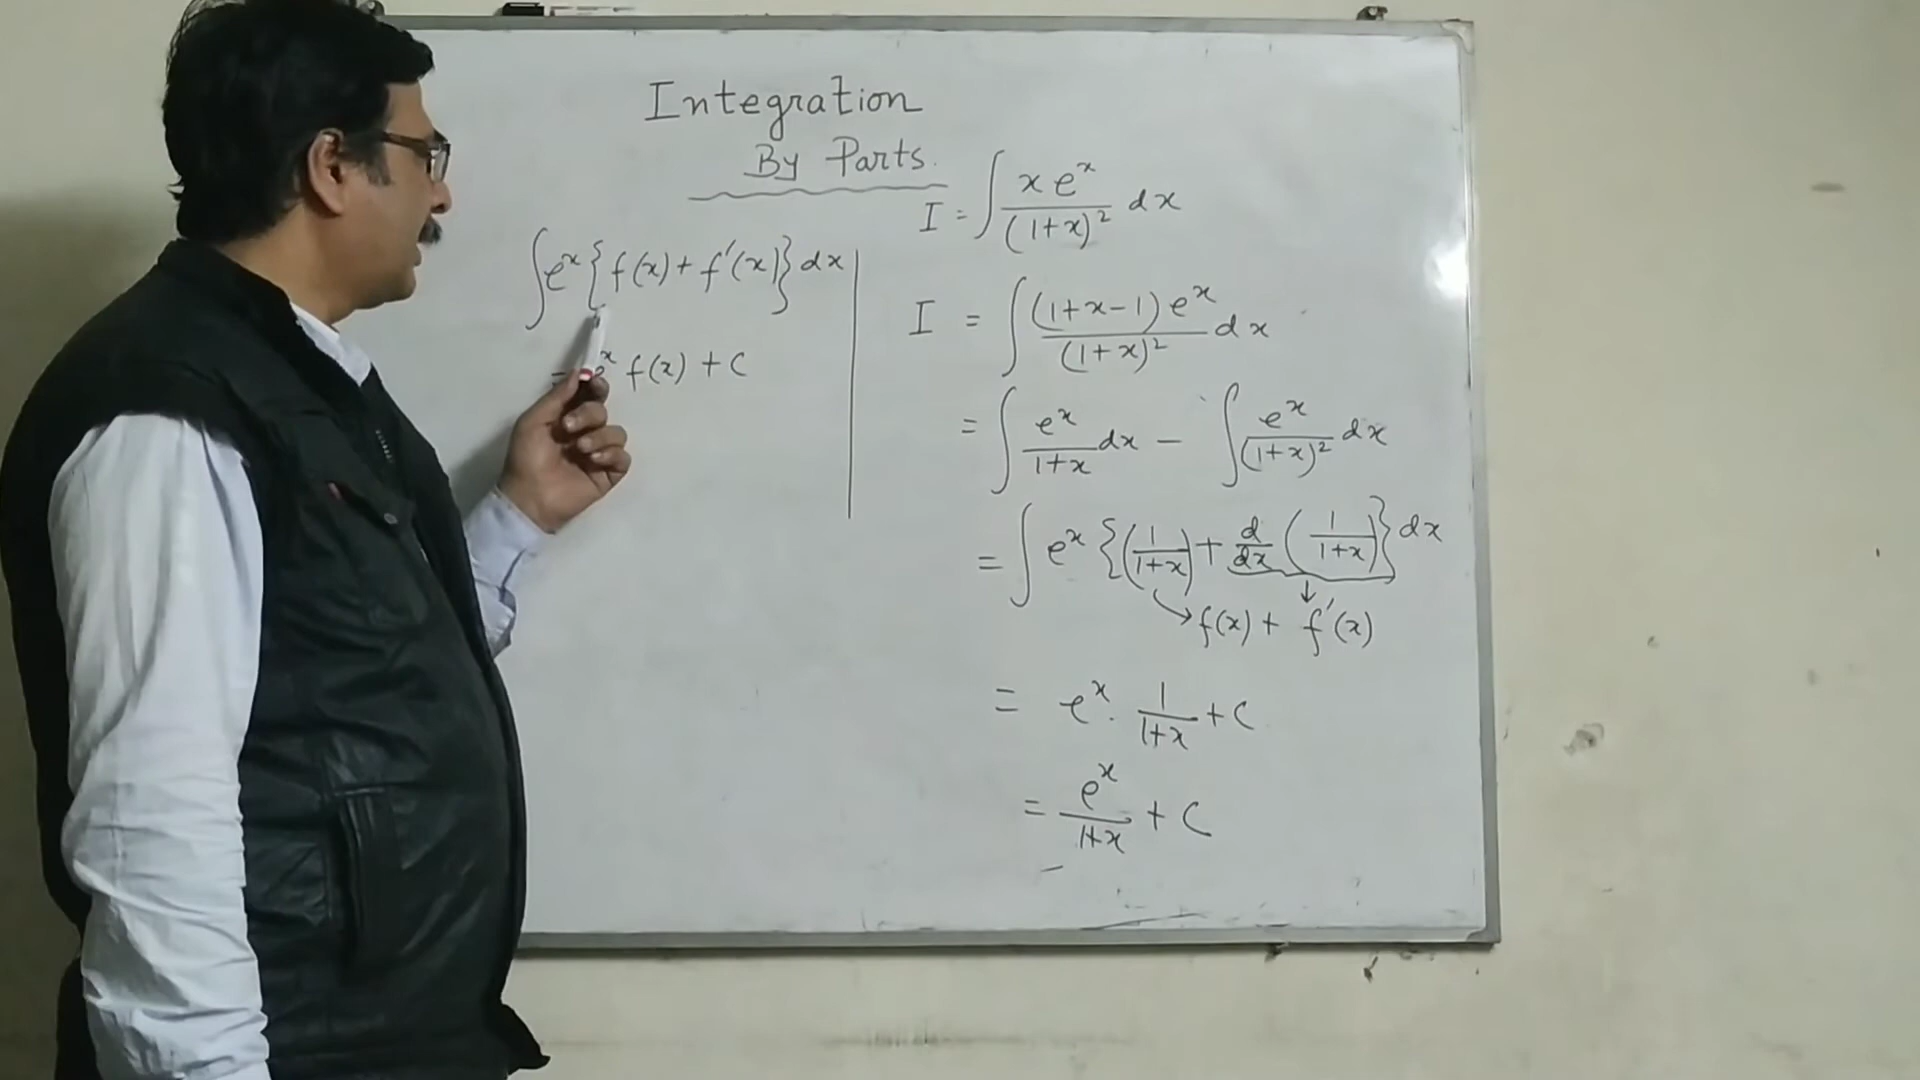 Integration
By Parts.
∫e^x {f(x) + f'(x)} dx
= e^x f(x) + C
I = ∫ x e^x / (1+x)^2 dx
I = ∫ (1+x-1) e^x / (1+x)^2 dx
= ∫ e^x / 1+x dx - ∫ e^x / (1+x)^2 dx
= ∫ e^x {(1/1+x) + d/dx (1/1+x)} dx
→ f(x) + ↓ f'(x)
= e^x . 1/1+x + C
= e^x / 1+x + C